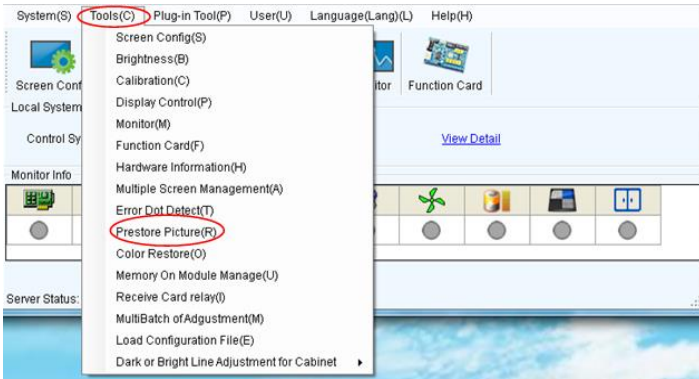 System(S) Tools(C) Plug-in Tool(P) User(U) Language(Lang)(L) Help(H)
Screen Config(S)
Brightness(B)
Calibration(C)
Display Control(P)
Monitor(M)
Function Card(F)
Hardware Information(H)
Multiple Screen Management(A)
Error Dot Detect(T)
Prestore Picture(R)
Color Restore(O)
Memory On Module Manage(U)
Receive Card relay(I)
MultiBatch of Adgustment(M)
Load Configuration File(E)
Dark or Bright Line Adjustment for Cabinet
Screen Conf
itor Function Card
Local System
Control Sy
View Detail
Monitor Info
Server Status: